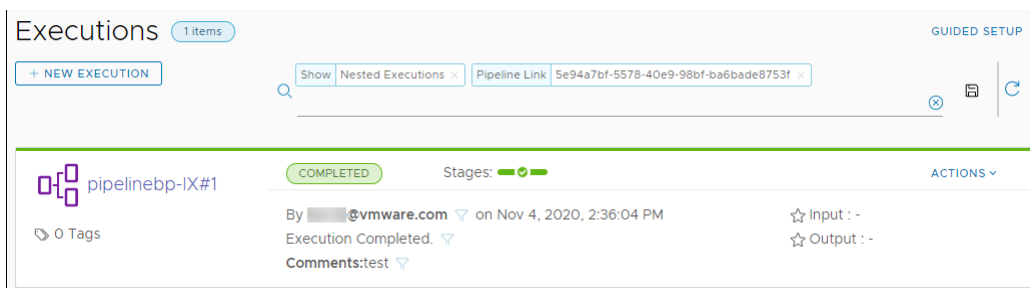 Executions 1 items
GUIDED SETUP
+ NEW EXECUTION
Show Nested Executions × Pipeline Link 5e94a7bf-5578-40e9-98bf-ba6bade8753f ×
pipelinebp-IX#1
0 Tags
COMPLETED Stages:
ACTIONS
By @vmware.com on Nov 4, 2020, 2:36:04 PM
Execution Completed.
Comments:test
Input : -
Output : -